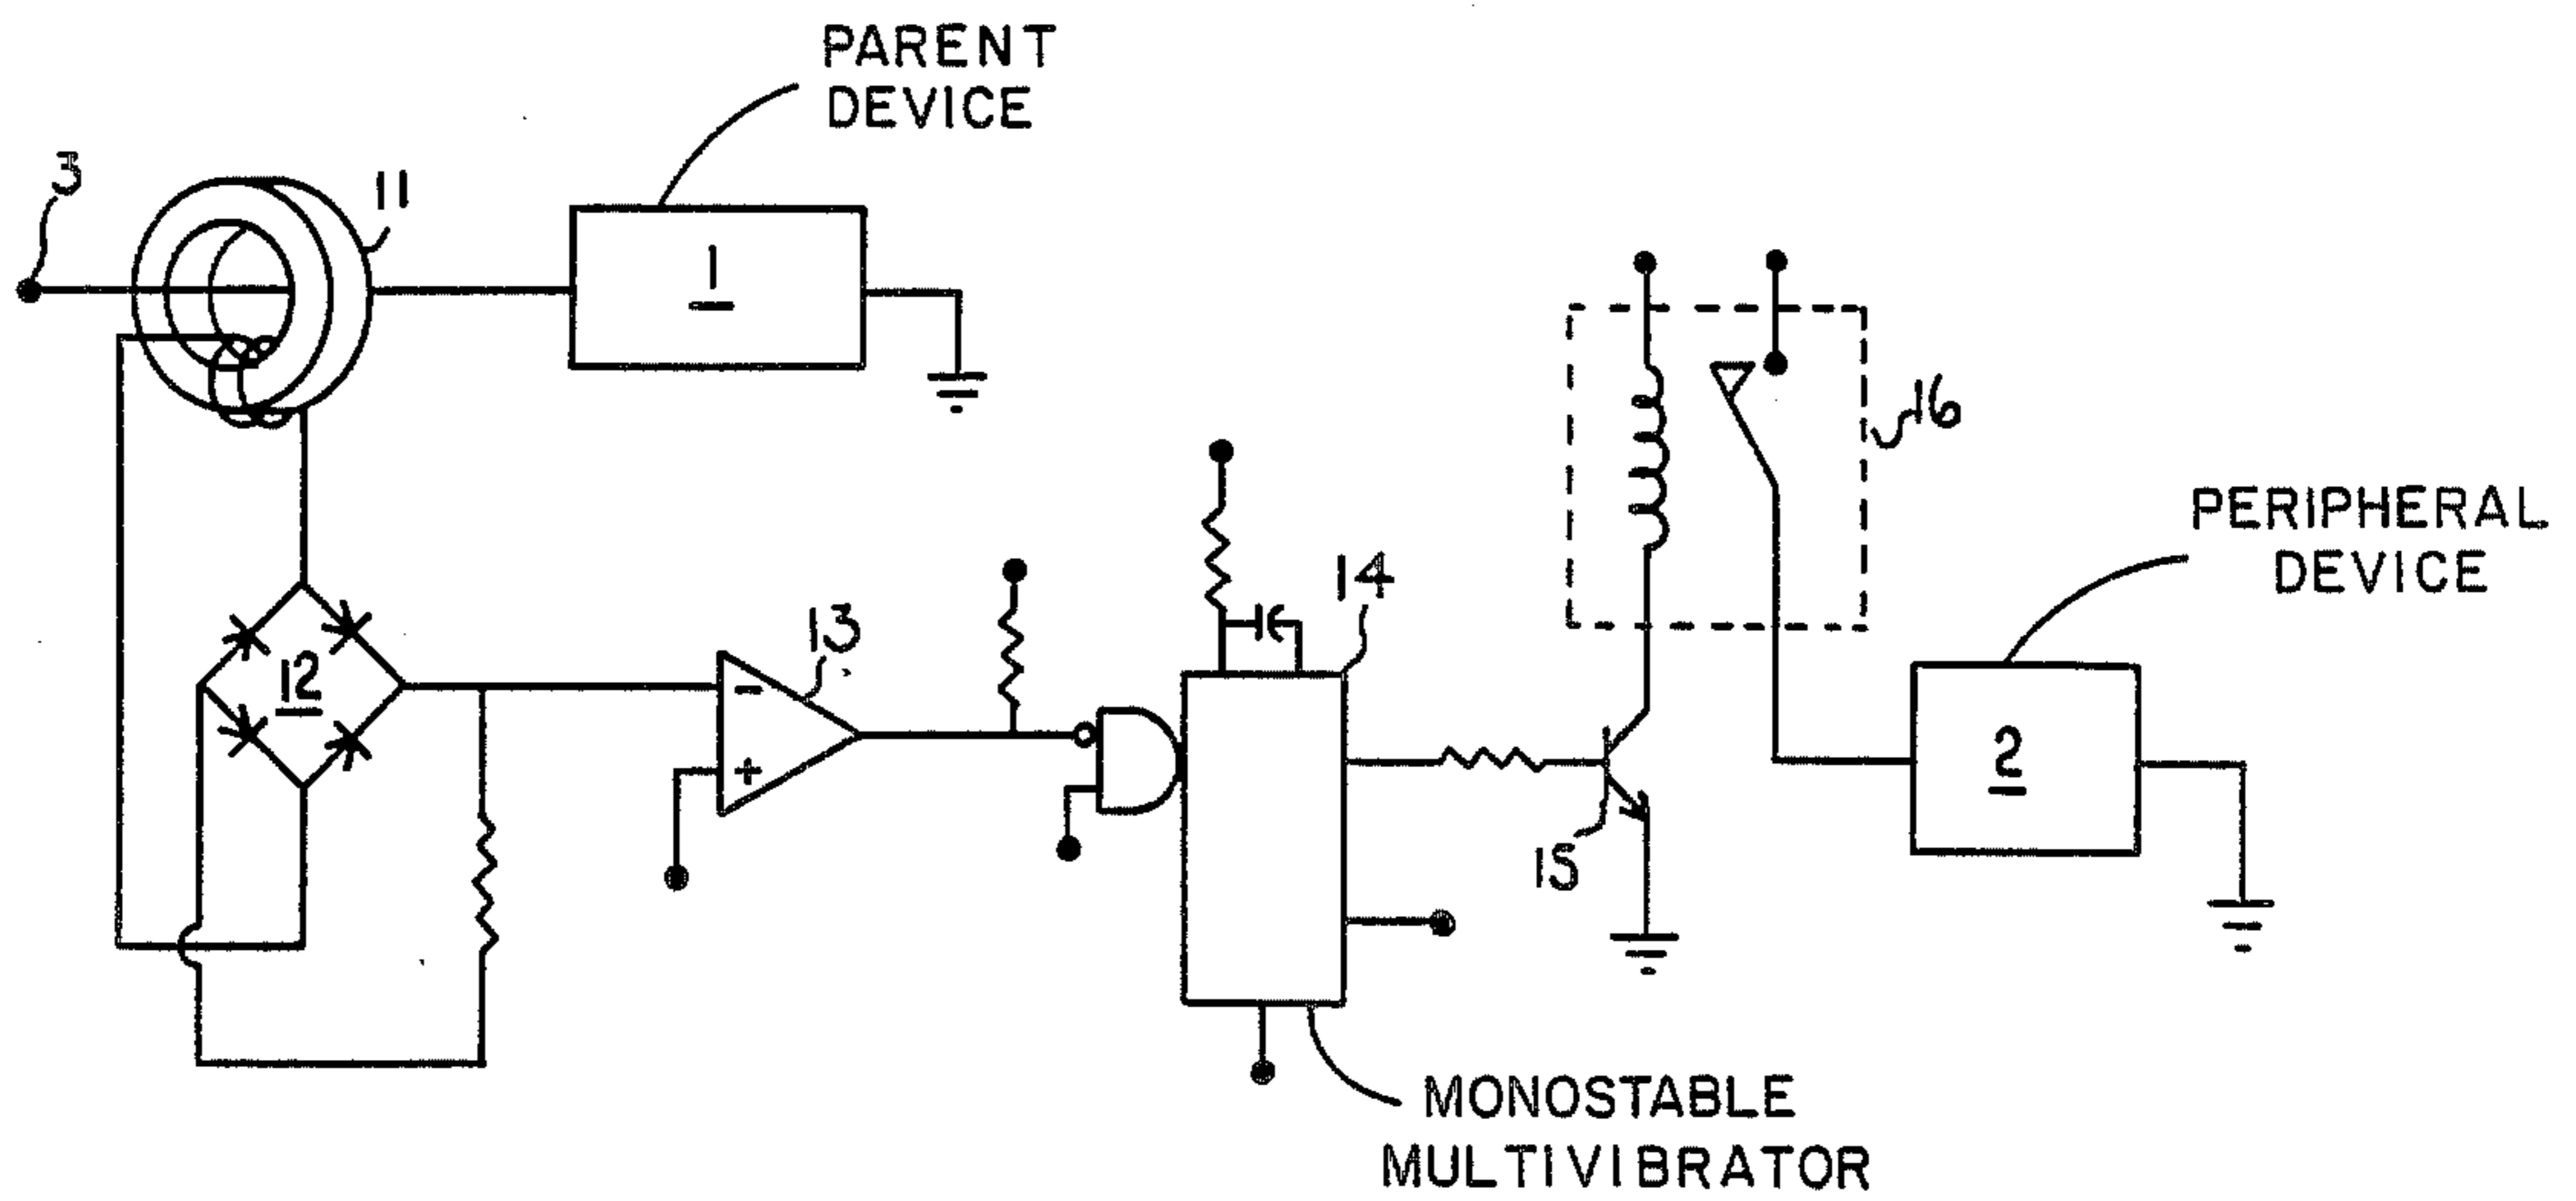 PARENT
DEVICE
3
11
1
16
PERIPHERAL
DEVICE
14
13
12
-
+
2
15
MONOSTABLE
MULTIVIBRATOR